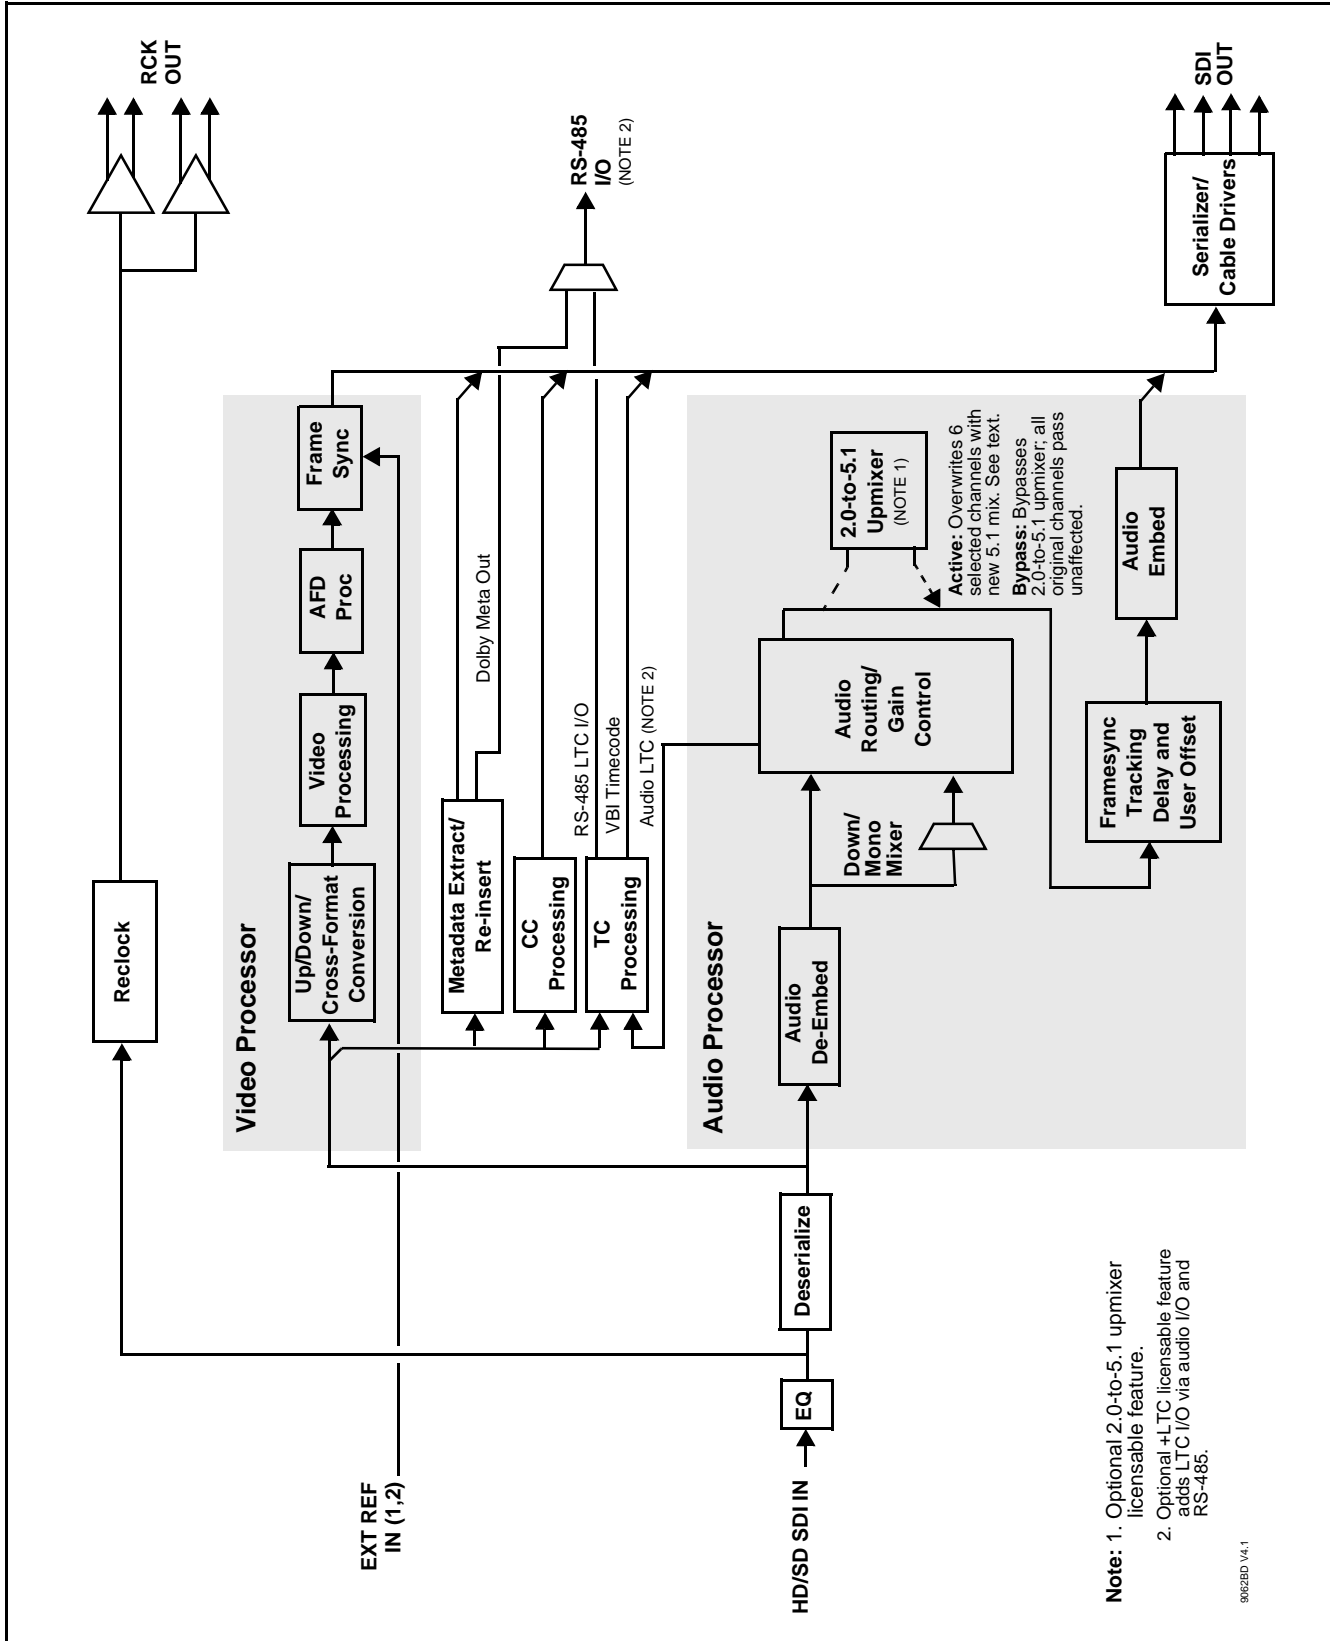 RCK
OUT
Reclock
Video Processor
Up/Down/
Cross-Format
Conversion
Video
Processing
AFD
Proc
Frame
Sync
EXT REF
IN (1,2)
Metadata Extract/
Re-insert
Dolby Meta Out
CC
Processing
RS-485 LTC I/O
TC
Processing
VBI Timecode
Audio LTC (NOTE 2)
RS-485
I/O
(NOTE 2)
Audio Processor
HD/SD SDI IN
EQ
Deserialize
Audio
De-Embed
Down/
Mono
Mixer
Audio
Routing/
Gain
Control
2.0-to-5.1
Upmixer
(NOTE 1)
Active: Overwrites 6
selected channels with
new 5.1 mix. See text.
Bypass: Bypasses
2.0-to-5.1 upmixer; all
original channels pass
unaffected.
Framesync
Tracking
Delay and
User Offset
Audio
Embed
Serializer/
Cable Drivers
SDI
OUT
Note: 1. Optional 2.0-to-5.1 upmixer
licensable feature.
2. Optional +LTC licensable feature
adds LTC I/O via audio I/O and
RS-485.
9062BD V4.1